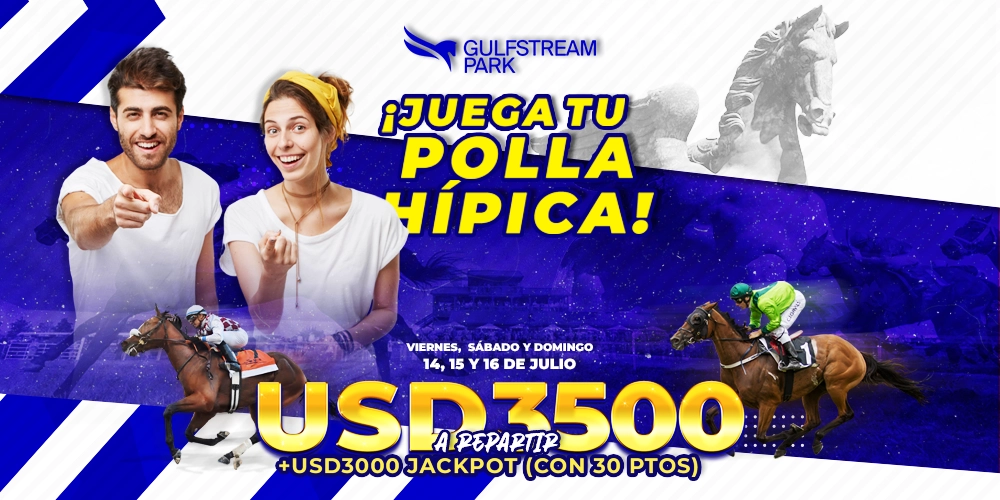 GULFSTREAM
PARK
¡JUEGA TU
POLLA
HÍPICA!
VIERNES, SÁBADO Y DOMINGO
14, 15 Y 16 DE JULIO
USD3500
A REPARTIR
+USD3000 JACKPOT (CON 30 PTOS)